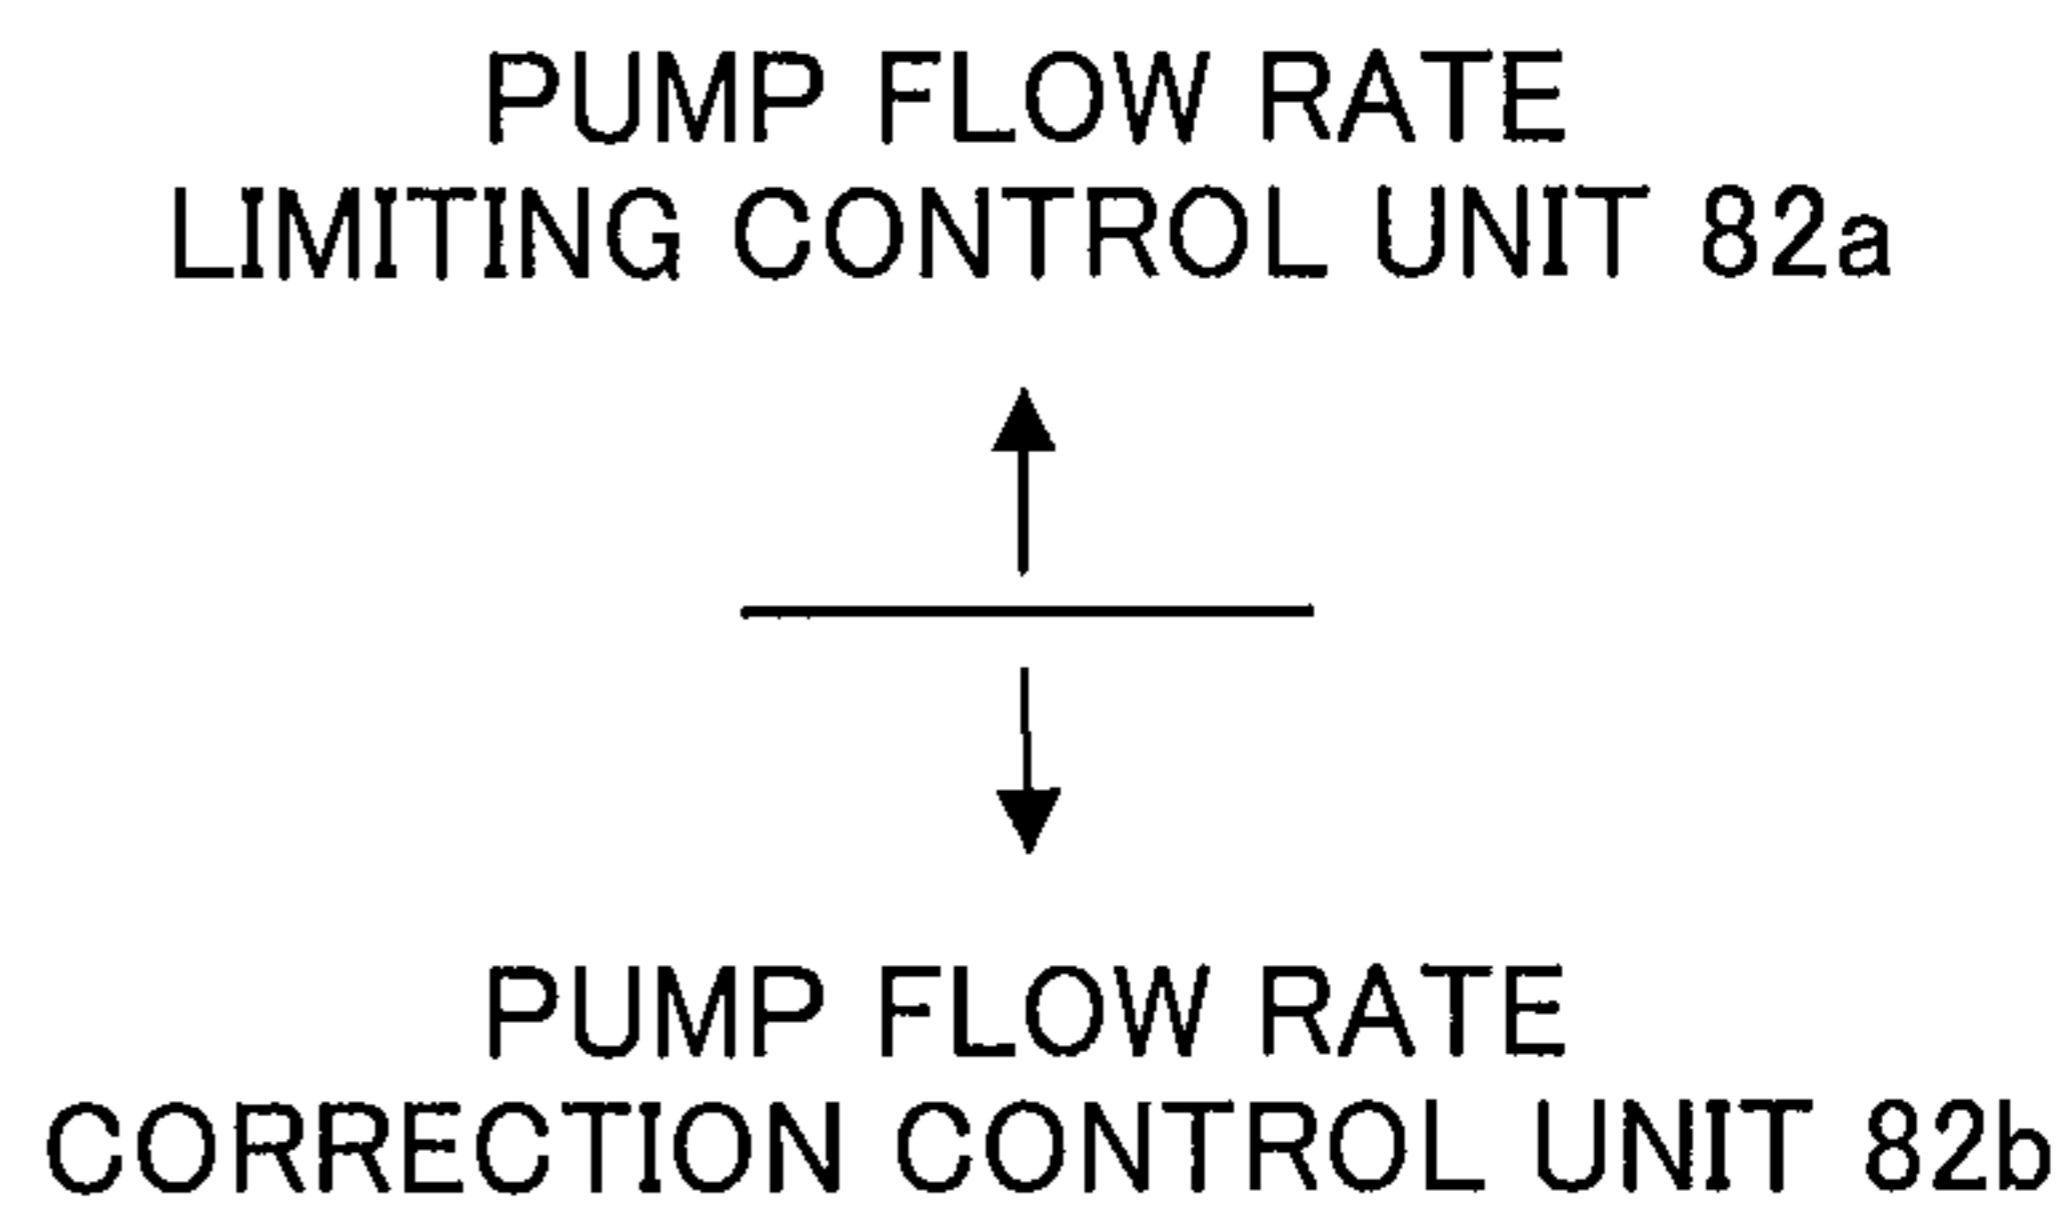 PUMP FLOW RATE
LIMITING CONTROL UNIT 82a
PUMP FLOW RATE
CORRECTION CONTROL UNIT 82b